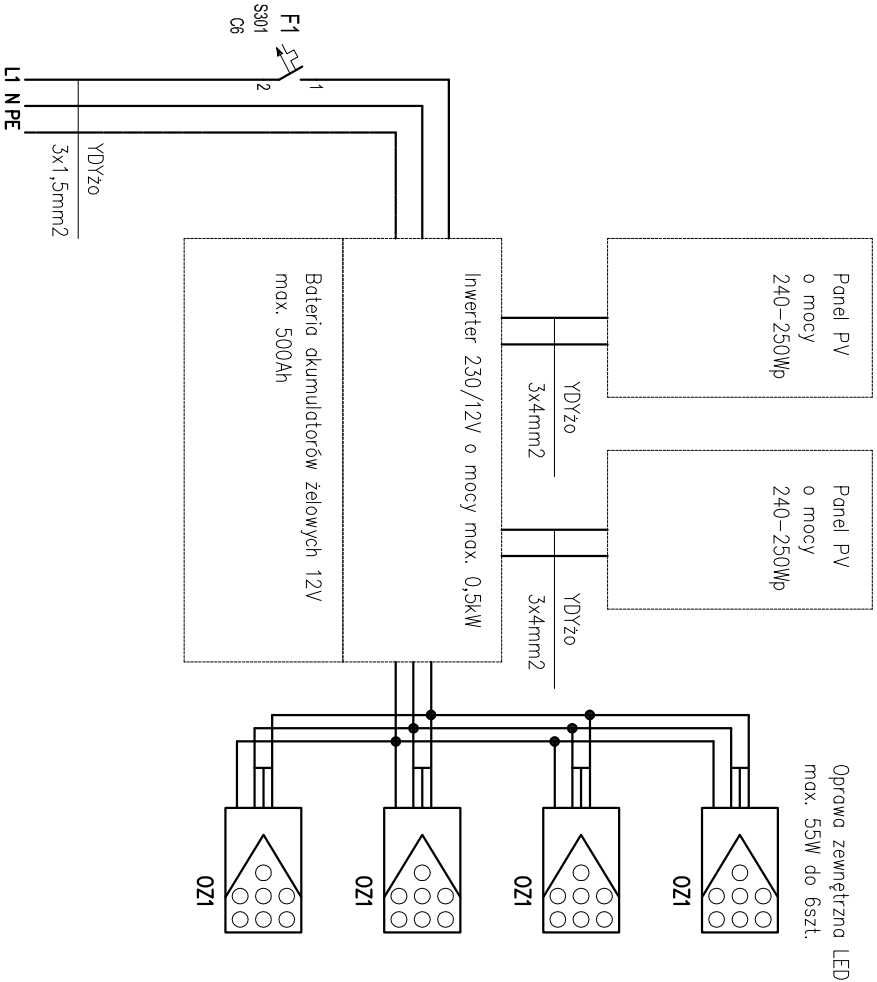 Panel PV
o mocy
240-250Wp
Panel PV
o mocy
240-250Wp
YDYżo
3x4mm2
YDYżo
3x4mm2
Oprawa zewnętrzna LED
max. 55W do 6szt.
F1
S301
C6
1
2
Inwerter 230/12V o mocy max. 0,5kW
Bateria akumulatorów żelowych 12V
max. 500Ah
YDYżo
3x1,5mm2
L1 N PE
OZ1
OZ1
OZ1
OZ1